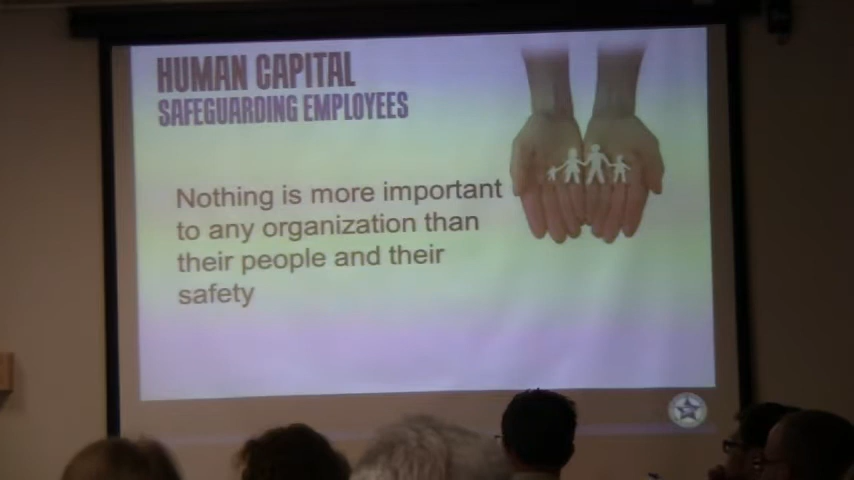 HUMAN CAPITAL
SAFEGUARDING EMPLOYEES
Nothing is more important
to any organization than
their people and their
safety